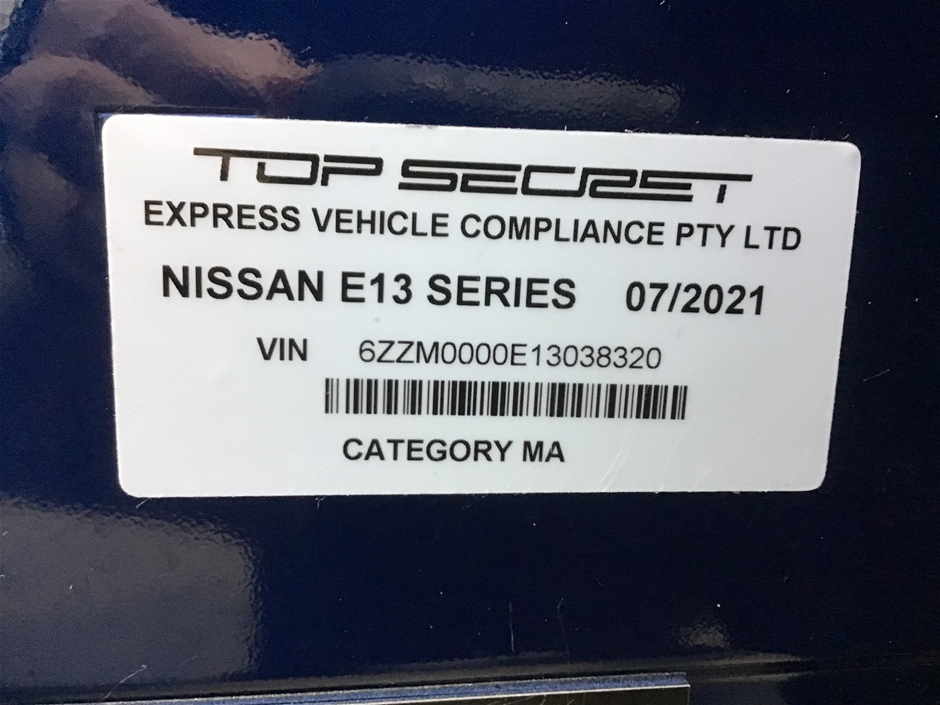 TOP SECRET
EXPRESS VEHICLE COMPLIANCE PTY LTD
NISSAN E13 SERIES 07/2021
VIN 6ZZM0000E13038320
CATEGORY MA